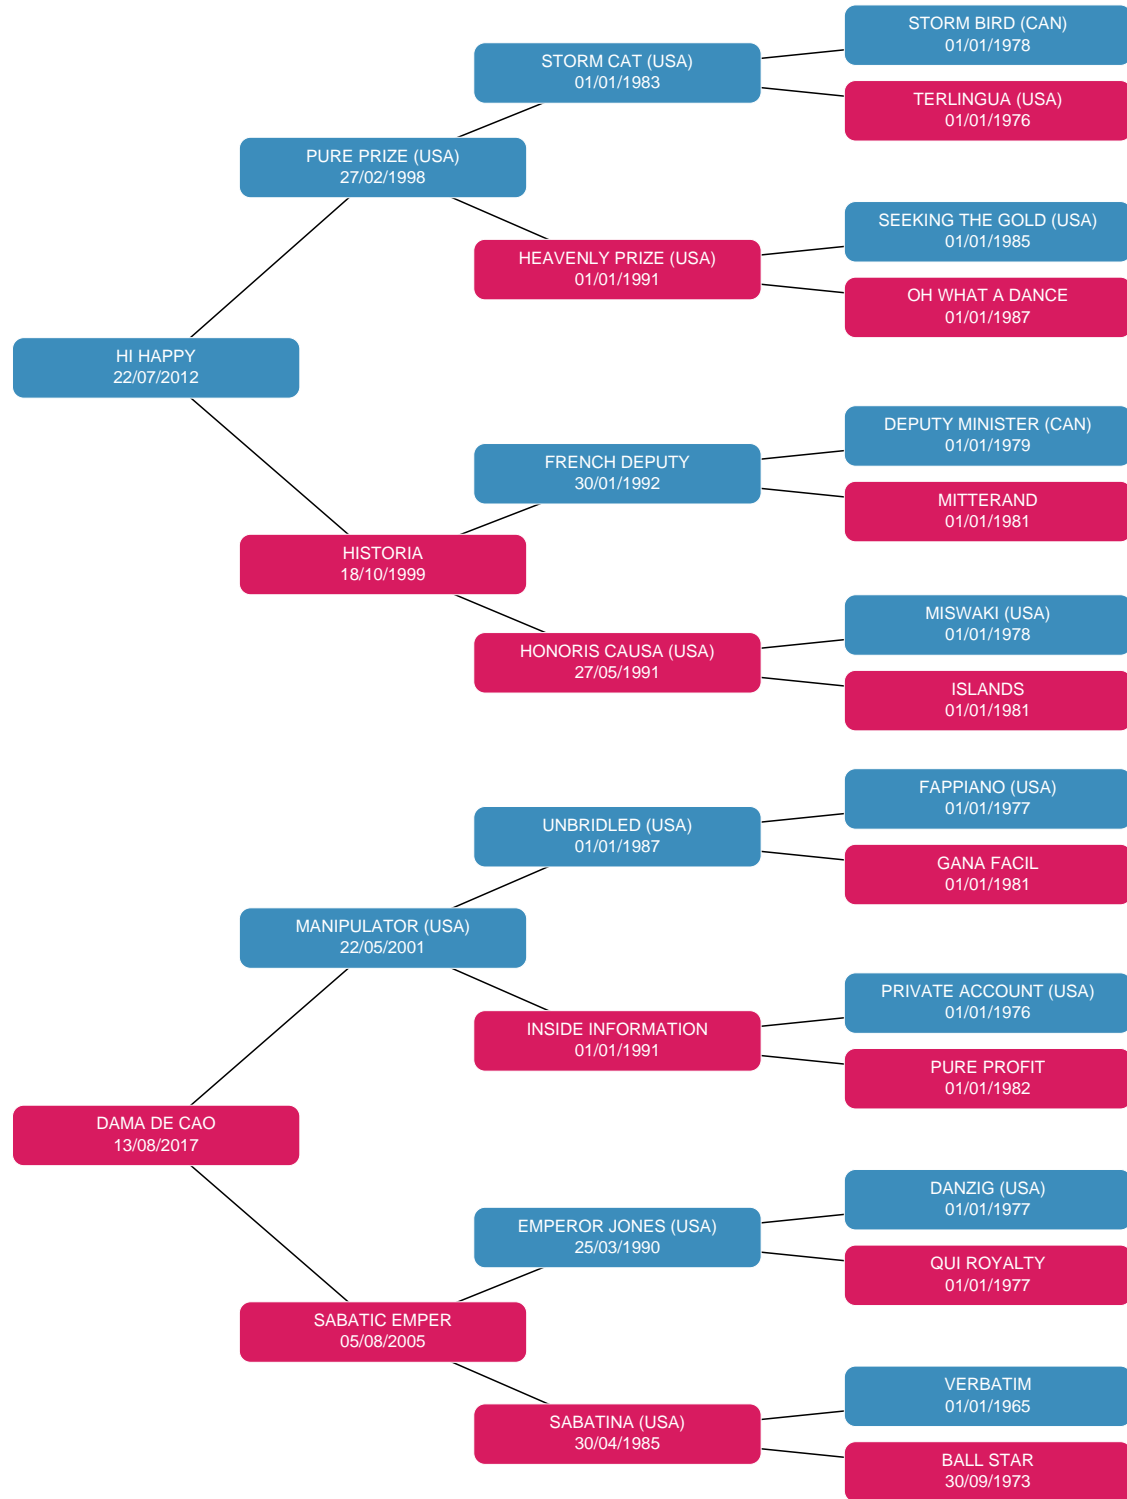 STORM BIRD (CAN)
01/01/1978
STORM CAT (USA)
01/01/1983
TERLINGUA (USA)
01/01/1976
PURE PRIZE (USA)
27/02/1998
SEEKING THE GOLD (USA)
01/01/1985
HEAVENLY PRIZE (USA)
01/01/1991
OH WHAT A DANCE
01/01/1987
HI HAPPY
22/07/2012
DEPUTY MINISTER (CAN)
01/01/1979
FRENCH DEPUTY
30/01/1992
MITTERAND
01/01/1981
HISTORIA
18/10/1999
MISWAKI (USA)
01/01/1978
HONORIS CAUSA (USA)
27/05/1991
ISLANDS
01/01/1981
FAPPIANO (USA)
01/01/1977
UNBRIDLED (USA)
01/01/1987
GANA FACIL
01/01/1981
MANIPULATOR (USA)
22/05/2001
PRIVATE ACCOUNT (USA)
01/01/1976
INSIDE INFORMATION
01/01/1991
PURE PROFIT
01/01/1982
DAMA DE CAO
13/08/2017
DANZIG (USA)
01/01/1977
EMPEROR JONES (USA)
25/03/1990
QUI ROYALTY
01/01/1977
SABATIC EMPER
05/08/2005
VERBATIM
01/01/1965
SABATINA (USA)
30/04/1985
BALL STAR
30/09/1973